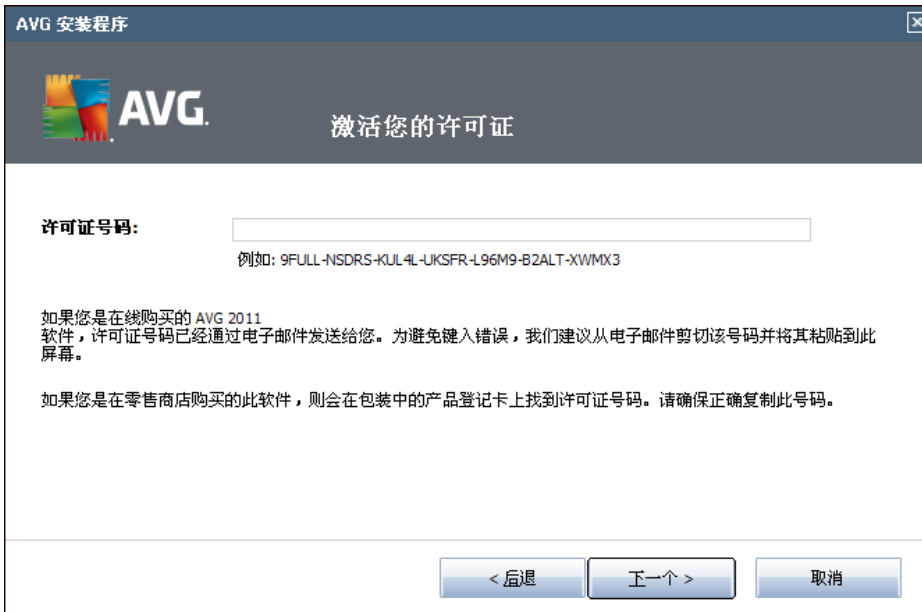 AVG 安装程序
AVG.
激活您的许可证
许可证号码:
例如: 9FULL-NSDRS-KUL4L-UKSFR-L96M9-B2ALT-XWMX3
如果您是在线购买的 AVG 2011
软件，许可证号码已经通过电子邮件发送给您。为避免键入错误，我们建议从电子邮件剪切该号码并将其粘贴到此
屏幕。
如果您是在零售商店购买的此软件，则会在包装中的产品登记卡上找到许可证号码。请确保正确复制此号码。
< 后退
下一个 >
取消